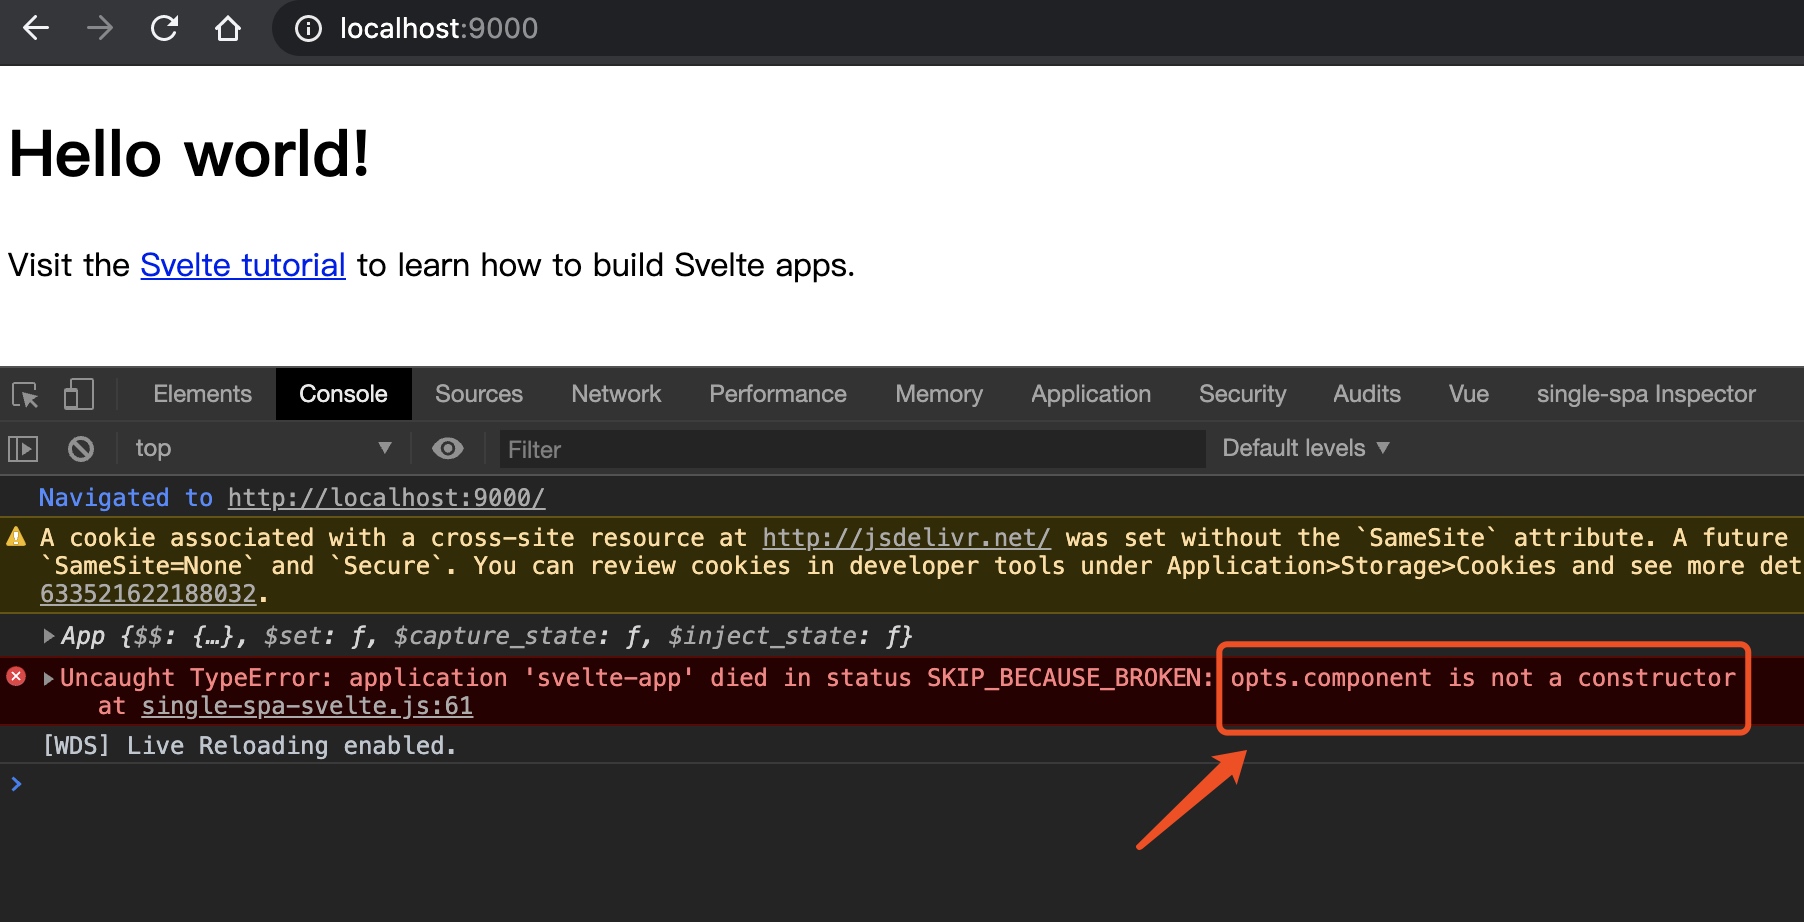 localhost:9000
Hello world!
Visit the Svelte tutorial to learn how to build Svelte apps.
Elements Console Sources Network Performance Memory Application Security Audits Vue single-spa Inspector
top Filter Default levels
Navigated to http://localhost:9000/
A cookie associated with a cross-site resource at http://jsdelivr.net/ was set without the `SameSite` attribute. A future
`SameSite=None` and `Secure`. You can review cookies in developer tools under Application>Storage>Cookies and see more det
633521622188032.
App {$$: {…}, $set: ƒ, $capture_state: ƒ, $inject_state: ƒ}
Uncaught TypeError: application 'svelte-app' died in status SKIP_BECAUSE_BROKEN: opts.component is not a constructor
at single-spa-svelte.js:61
[WDS] Live Reloading enabled.